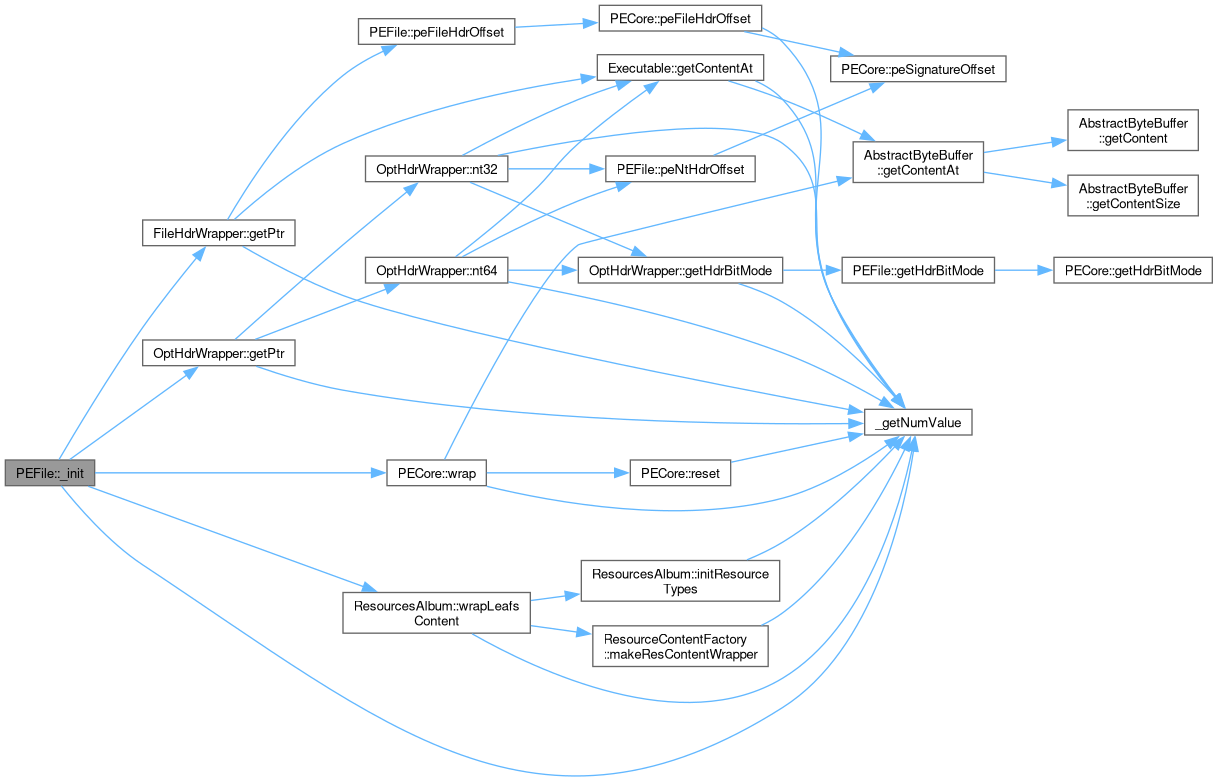 PEFile::peFileHdrOffset
PECore::peFileHdrOffset
Executable::getContentAt
PECore::peSignatureOffset
AbstractByteBuffer
::getContent
OptHdrWrapper::nt32
PEFile::peNtHdrOffset
AbstractByteBuffer
::getContentAt
AbstractByteBuffer
::getContentSize
FileHdrWrapper::getPtr
OptHdrWrapper::nt64
OptHdrWrapper::getHdrBitMode
PEFile::getHdrBitMode
PECore::getHdrBitMode
OptHdrWrapper::getPtr
_getNumValue
PEFile::_init
PECore::wrap
PECore::reset
ResourcesAlbum::initResource
Types
ResourcesAlbum::wrapLeafs
Content
ResourceContentFactory
::makeResContentWrapper